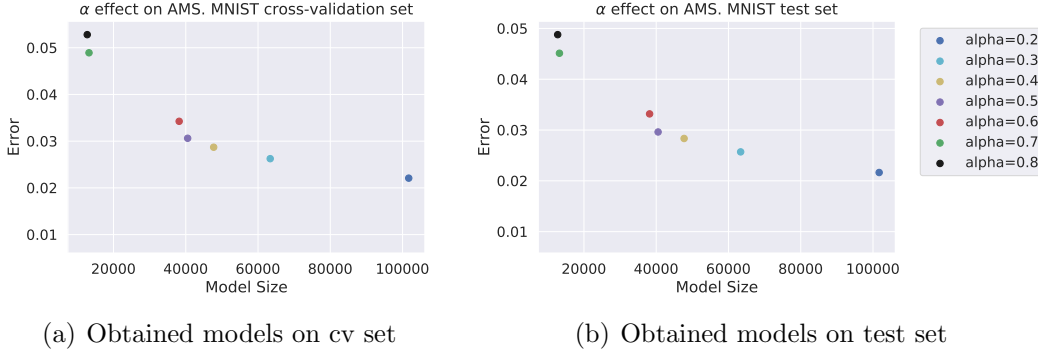 α effect on AMS. MNIST cross-validation set
0.05
0.04
0.03
0.02
0.01
Error
20000 40000 60000 80000 100000
Model Size
(a) Obtained models on cv set
α effect on AMS. MNIST test set
0.05
0.04
0.03
0.02
0.01
Error
20000 40000 60000 80000 100000
Model Size
(b) Obtained models on test set
alpha=0.2
alpha=0.3
alpha=0.4
alpha=0.5
alpha=0.6
alpha=0.7
alpha=0.8